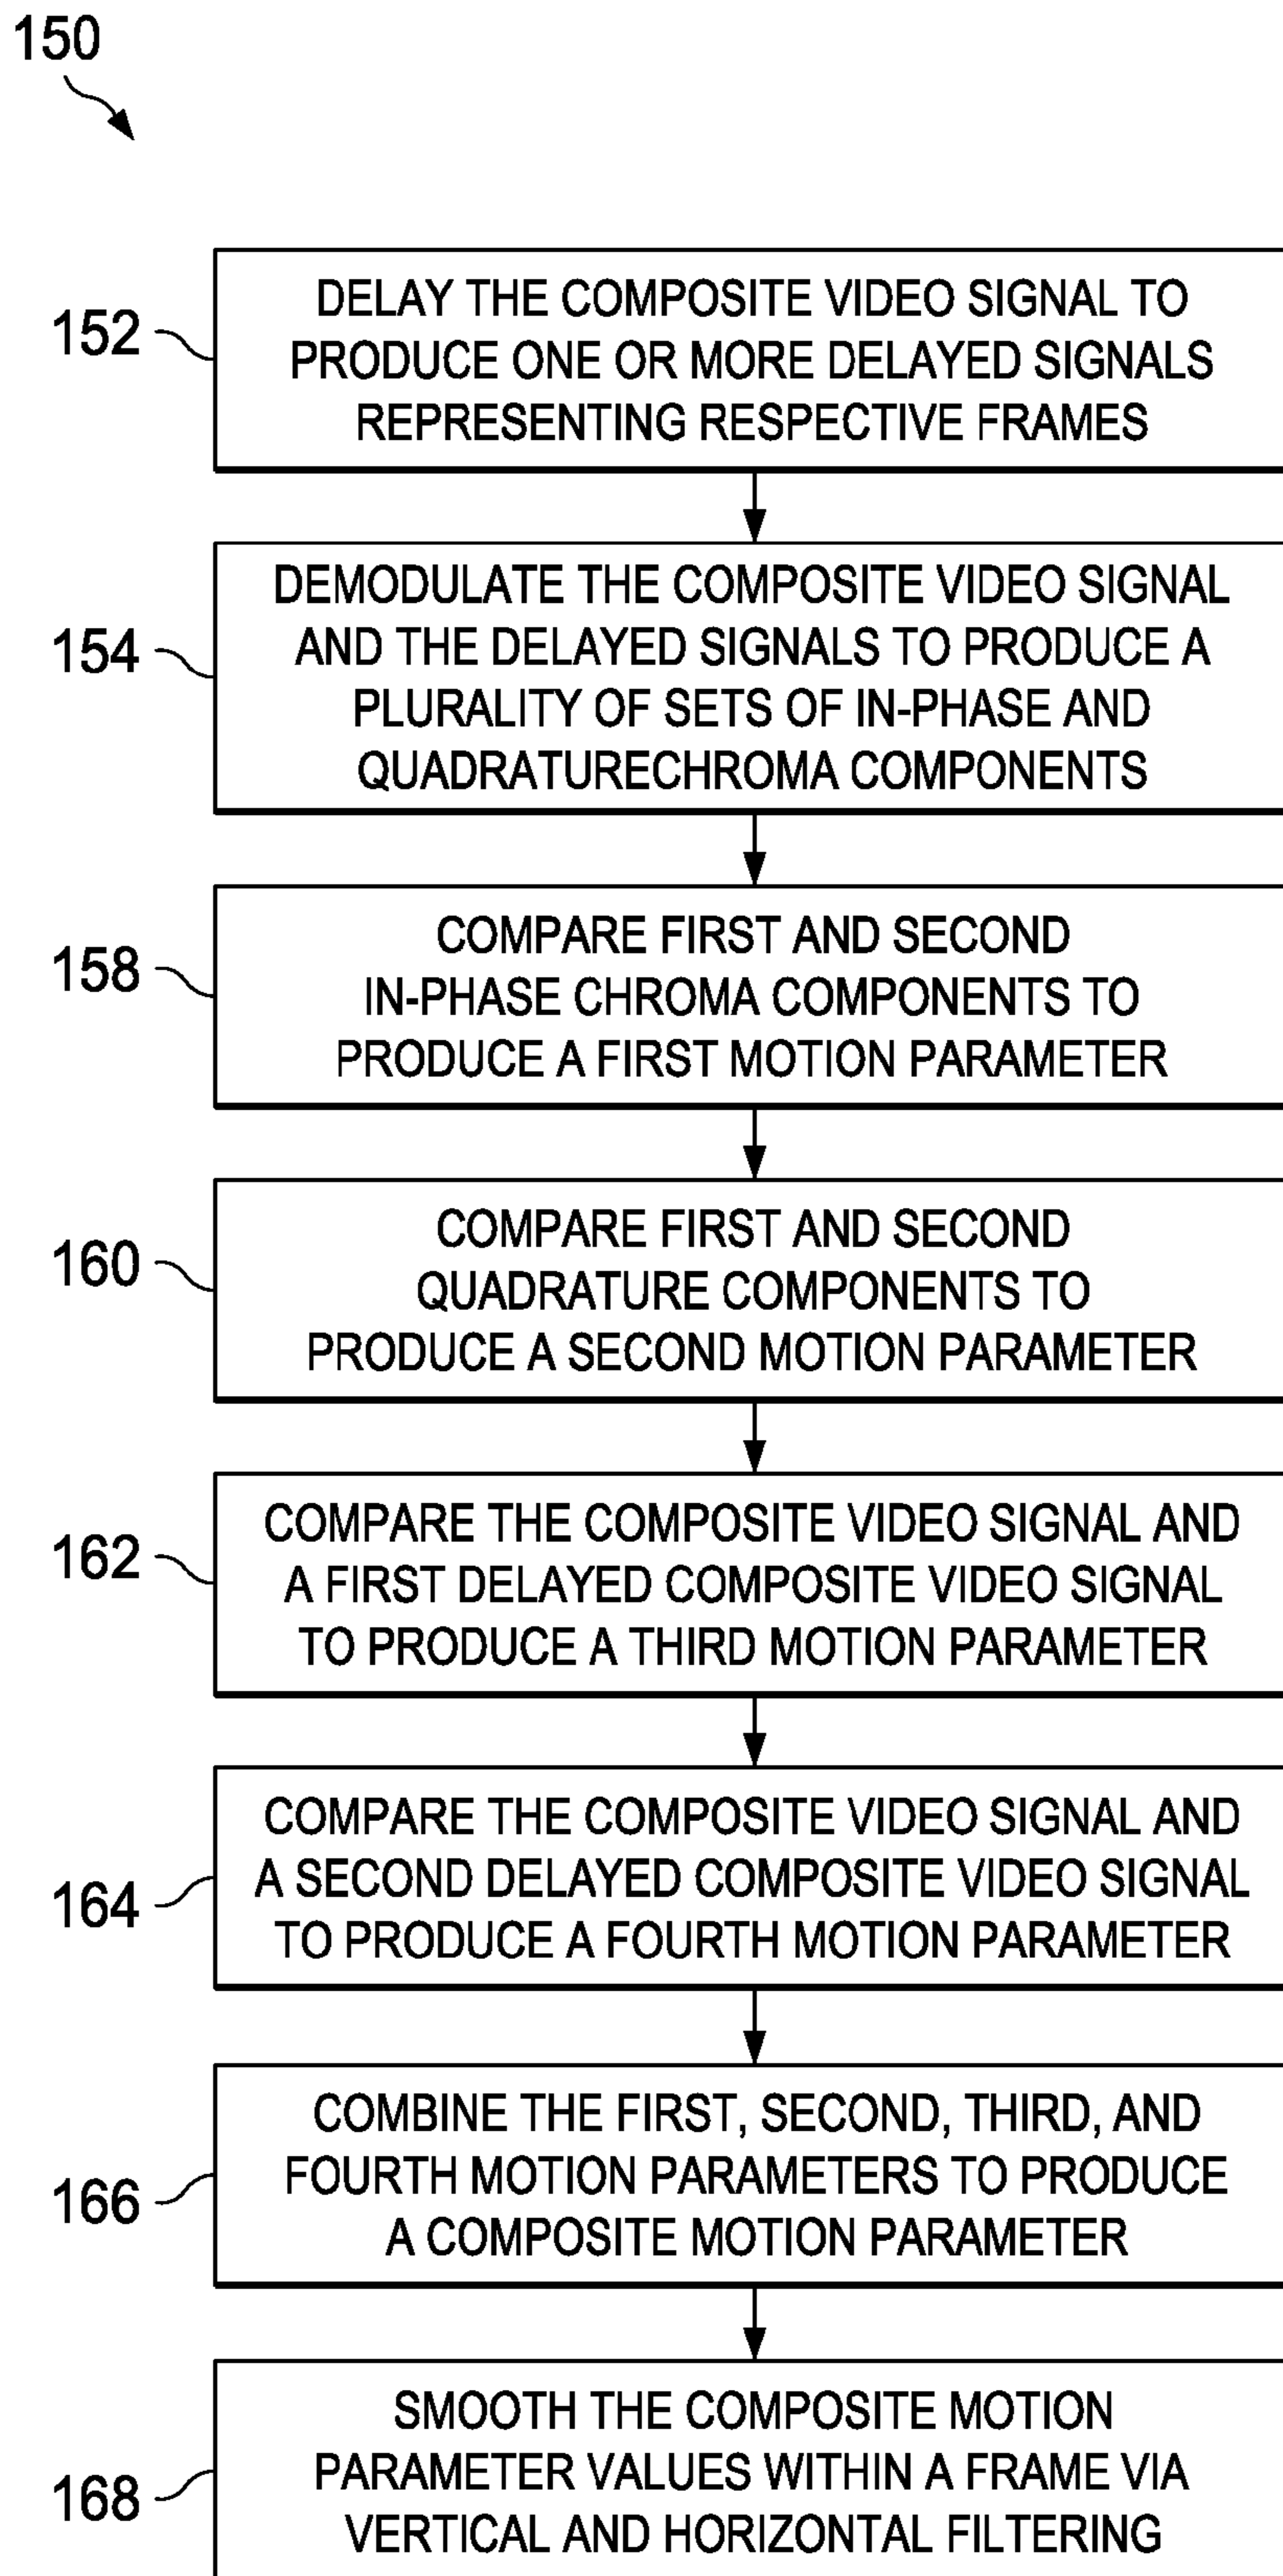 150
152
DELAY THE COMPOSITE VIDEO SIGNAL TO
PRODUCE ONE OR MORE DELAYED SIGNALS
REPRESENTING RESPECTIVE FRAMES
154
DEMODULATE THE COMPOSITE VIDEO SIGNAL
AND THE DELAYED SIGNALS TO PRODUCE A
PLURALITY OF SETS OF IN-PHASE AND
QUADRATURECHROMA COMPONENTS
158
COMPARE FIRST AND SECOND
IN-PHASE CHROMA COMPONENTS TO
PRODUCE A FIRST MOTION PARAMETER
160
COMPARE FIRST AND SECOND
QUADRATURE COMPONENTS TO
PRODUCE A SECOND MOTION PARAMETER
162
COMPARE THE COMPOSITE VIDEO SIGNAL AND
A FIRST DELAYED COMPOSITE VIDEO SIGNAL
TO PRODUCE A THIRD MOTION PARAMETER
164
COMPARE THE COMPOSITE VIDEO SIGNAL AND
A SECOND DELAYED COMPOSITE VIDEO SIGNAL
TO PRODUCE A FOURTH MOTION PARAMETER
166
COMBINE THE FIRST, SECOND, THIRD, AND
FOURTH MOTION PARAMETERS TO PRODUCE
A COMPOSITE MOTION PARAMETER
168
SMOOTH THE COMPOSITE MOTION
PARAMETER VALUES WITHIN A FRAME VIA
VERTICAL AND HORIZONTAL FILTERING